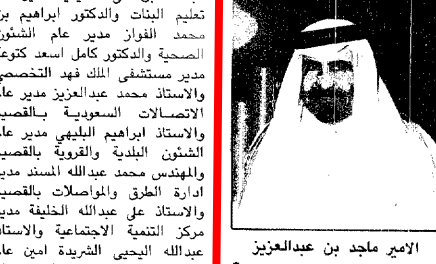 تعليم البنات والدكتور ابراهيم بن
محمد الفواز مدير عام الشئون
الصحية والدكتور كامل اسعد كتوعه
مدير مستشفى الملك فهد التخصصي
والاستاذ محمد عبدالعزيز مدير عام
الاتصالات السعودية بالقصيم
والاستاذ ابراهيم البليهي مدير عام
الشئون البلدية والقروية بالقصيم
والمهندس محمد عبدالله المسند مدير
ادارة الطرق والمواصلات بالقصيم
والاستاذ على عبدالله الخليفة مدير
مركز التنمية الاجتماعية والاستاذ
عبدالله اليحيى الشريدة امين عام
الامير ماجد بن عبدالعزيز